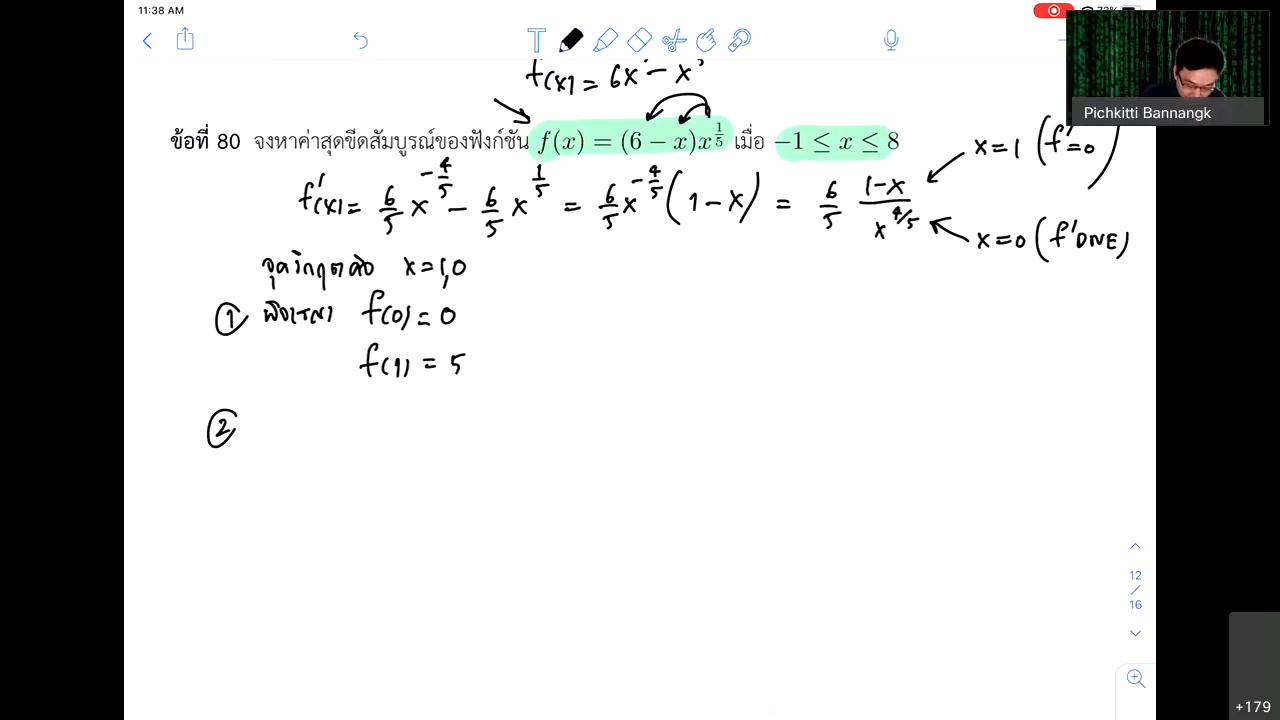 11:38 AM
73%
f(x) = 6x - x
Pichkitti Bannangk
ข้อที่ 80 จงหาค่าสุดขีดสัมบูรณ์ของฟังก์ชัน f(x) = (6 − x)x^{1/5} เมื่อ −1 ≤ x ≤ 8
x=1 (f'=0)
f'(x) = 6/5 x^{-4/5} - 6/5 x^{1/5} = 6/5 x^{-4/5} (1-x) = 6/5 (1-x)/x^{4/5}
x=0 (f' DNE)
จุดวิกฤตคือ x=1,0
① พิจารณา f(0) = 0
f(1) = 5
②
12
/
16
+179